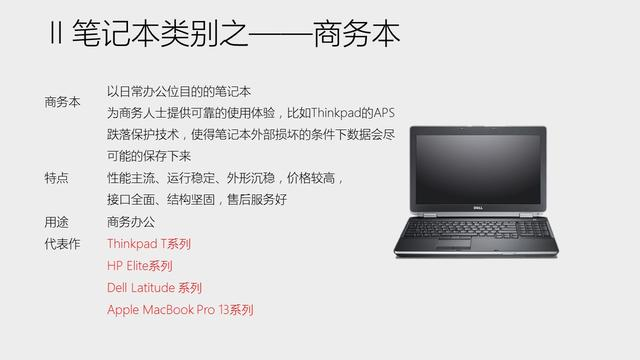 II 笔记本类别之——商务本
商务本
以日常办公位目的的笔记本
为商务人士提供可靠的使用体验，比如Thinkpad的APS
跌落保护技术，使得笔记本外部损坏的条件下数据会尽
可能的保存下来
特点
性能主流、运行稳定、外形沉稳，价格较高，
接口全面、结构坚固，售后服务好
用途
商务办公
代表作
Thinkpad T系列
HP Elite系列
Dell Latitude 系列
Apple MacBook Pro 13系列
DELL